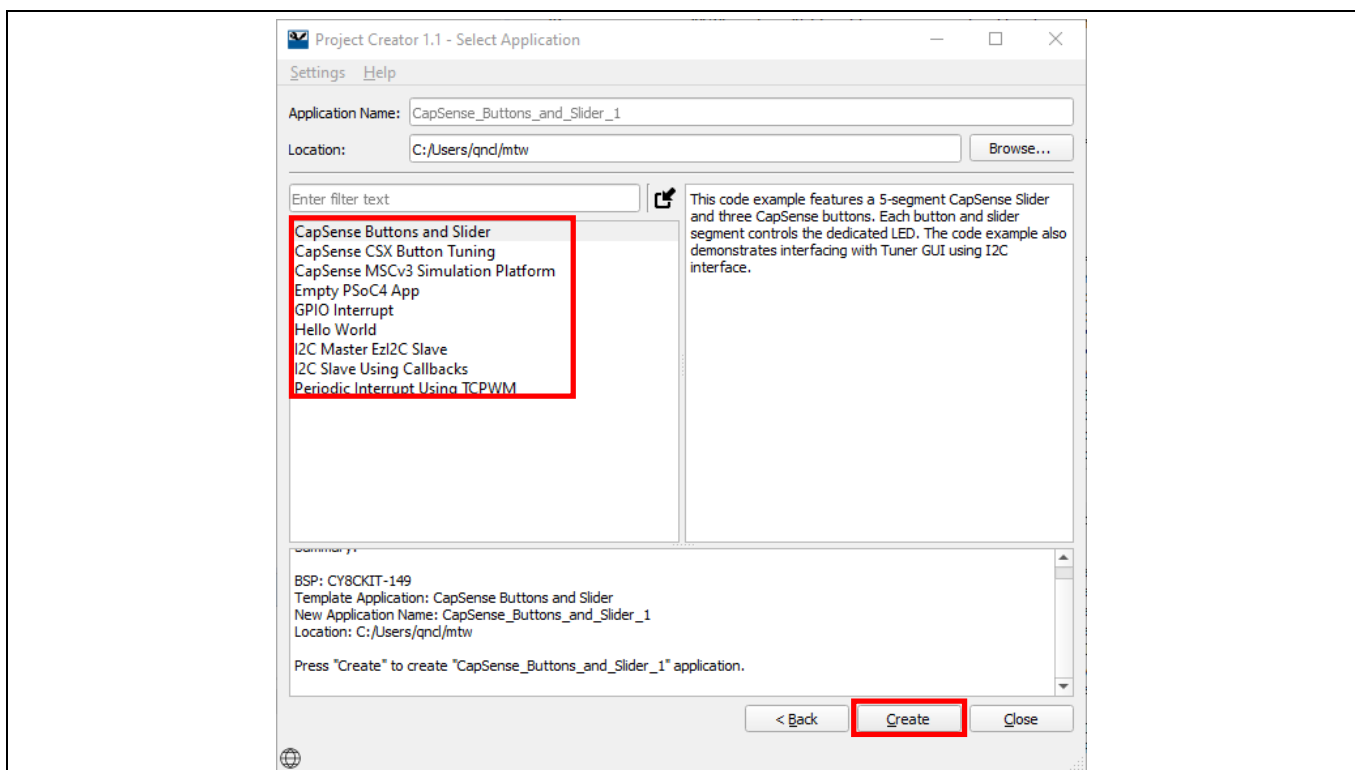 Project Creator 1.1 - Select Application
Settings Help
Application Name: CapSense_Buttons_and_Slider_1
Location: C:/Users/qncl/mtw Browse...
Enter filter text
CapSense Buttons and Slider
CapSense CSX Button Tuning
CapSense MSCv3 Simulation Platform
Empty PSoC4 App
GPIO Interrupt
Hello World
I2C Master EzI2C Slave
I2C Slave Using Callbacks
Periodic Interrupt Using TCPWM
This code example features a 5-segment CapSense Slider
and three CapSense buttons. Each button and slider
segment controls the dedicated LED. The code example also
demonstrates interfacing with Tuner GUI using I2C
interface.
Summary:
BSP: CY8CKIT-149
Template Application: CapSense Buttons and Slider
New Application Name: CapSense_Buttons_and_Slider_1
Location: C:/Users/qncl/mtw
Press "Create" to create "CapSense_Buttons_and_Slider_1" application.
< Back Create Close